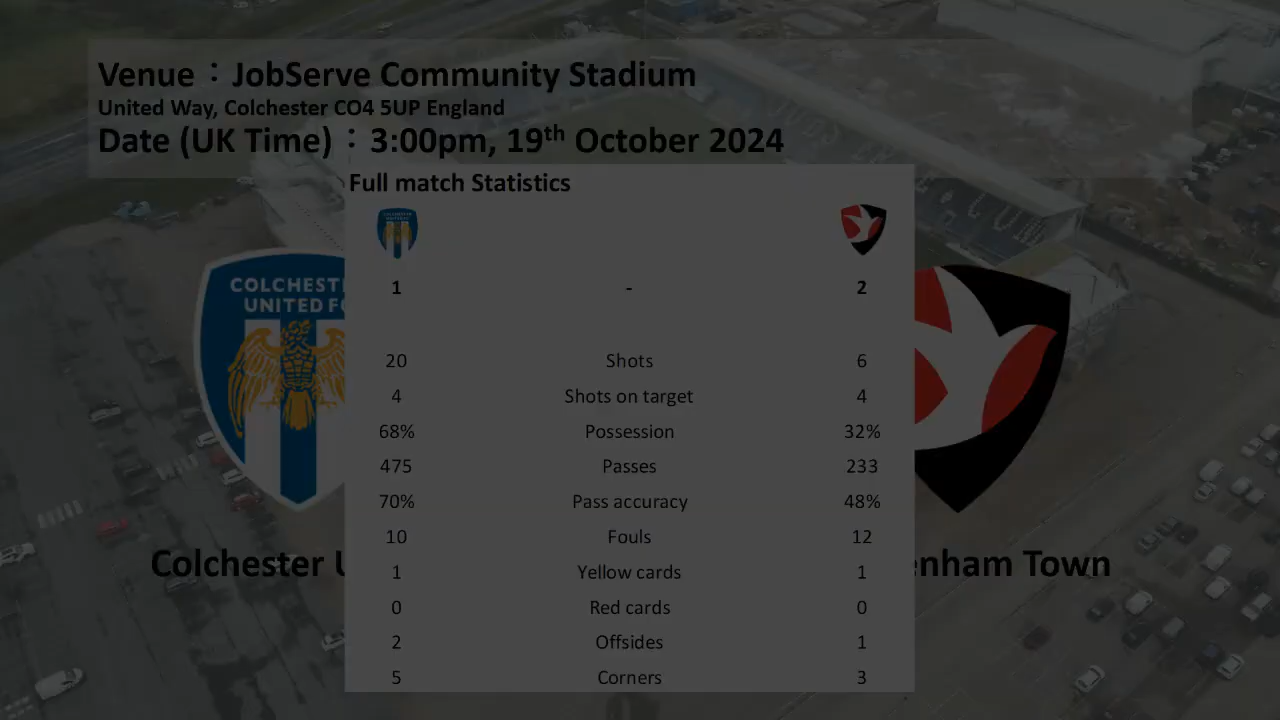 Venue：JobServe Community Stadium
United Way, Colchester CO4 5UP England
Date (UK Time)：3:00pm, 19th October 2024
Full match Statistics
COLCHESTER
UNITED FC
1 - 2
20 Shots 6
4 Shots on target 4
68% Possession 32%
475 Passes 233
70% Pass accuracy 48%
10 Fouls 12
1 Yellow cards 1
0 Red cards 0
2 Offsides 1
5 Corners 3
COLCHEST
UNITED F
Colchester U
enham Town